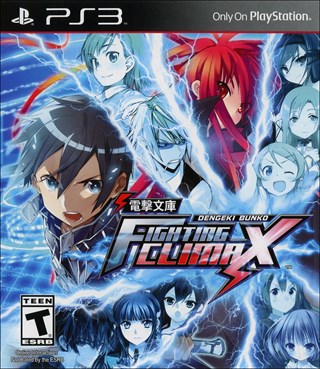 PS3
Only On PlayStation®
電撃文庫
DENGEKI BUNKO
FIGHTING
CLIMAX
TEEN
T
ESRB